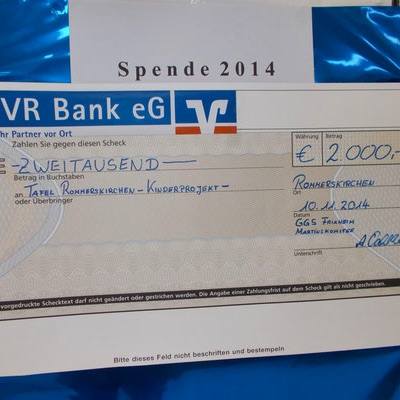 Spende 2014
VR Bank eG
Ihr Partner vor Ort
Zahlen Sie gegen diesen Scheck
Währung Betrag
ZWEITAUSEND
€ 2.000,-
Betrag in Buchstaben
an TAFEL ROMMERSKIRCHEN - KINDERPROJEKT -
oder Überbringer
ROMMERSKIRCHEN
Ort
10.11.2014
Datum
GGS FRIXHEIM
MARTINSKOMITEE
Unterschrift
vorgedruckte Schecktext darf nicht geändert oder gestrichen werden. Die Angabe einer Zahlungsfrist auf dem Scheck gilt als nicht geschrieben.
Bitte dieses Feld nicht beschriften und bestempeln